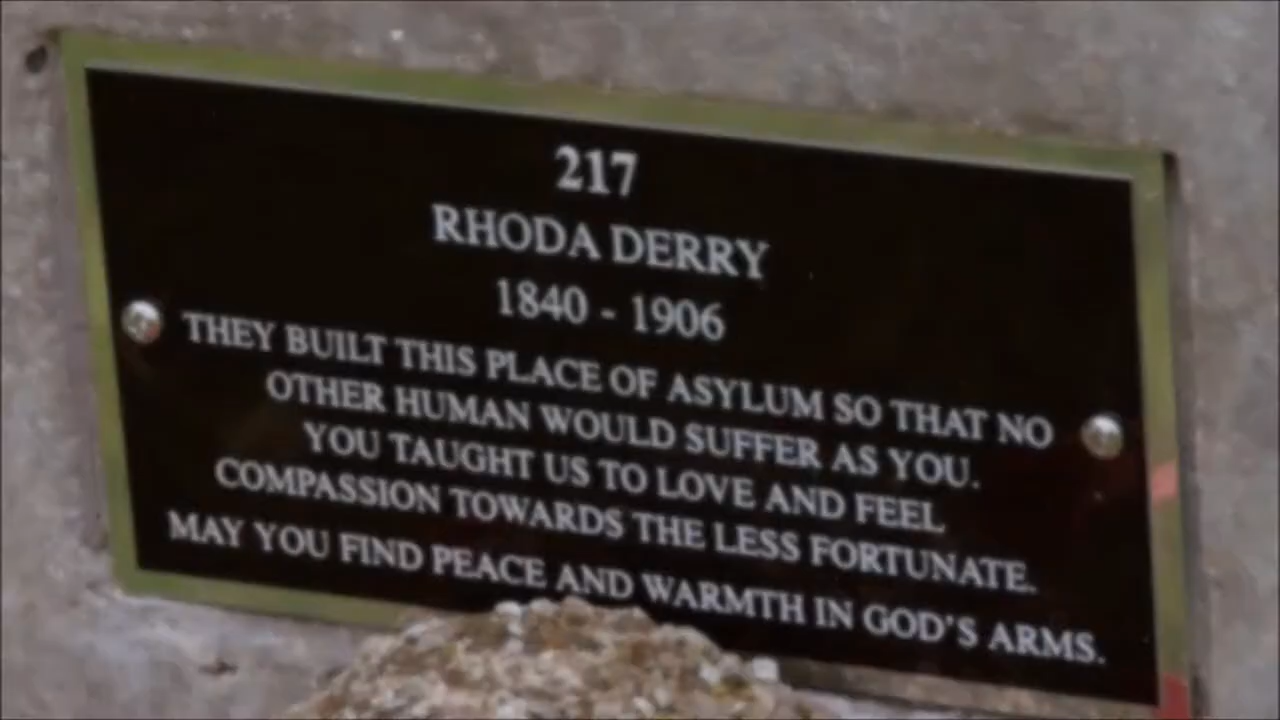 217
RHODA DERRY
1840 - 1906
THEY BUILT THIS PLACE OF ASYLUM SO THAT NO
OTHER HUMAN WOULD SUFFER AS YOU.
YOU TAUGHT US TO LOVE AND FEEL
COMPASSION TOWARDS THE LESS FORTUNATE.
MAY YOU FIND PEACE AND WARMTH IN GOD'S ARMS.